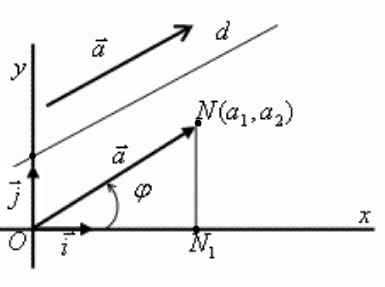 a⃗
d
y
N(a₁,a₂)
a⃗
j⃗
φ
x
O
i⃗
N₁